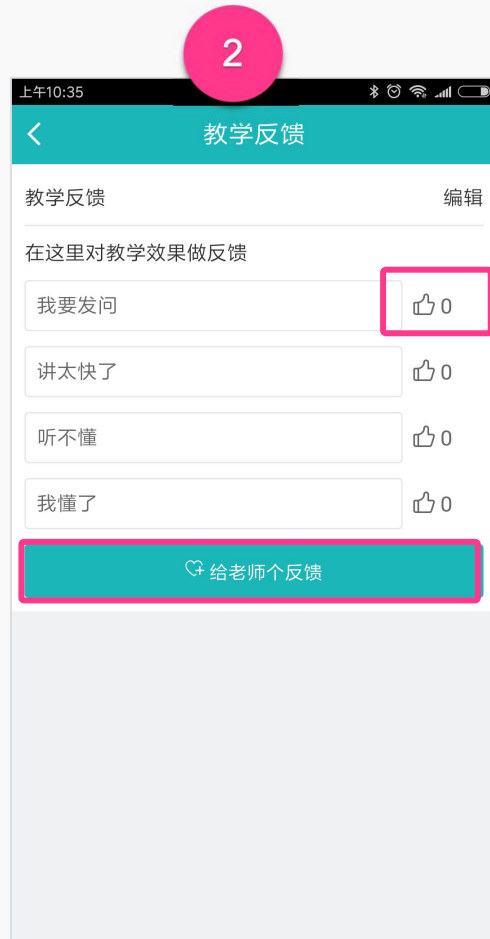 2
上午10:35
教学反馈
教学反馈 编辑
在这里对教学效果做反馈
我要发问 0
讲太快了 0
听不懂 0
我懂了 0
给老师个反馈